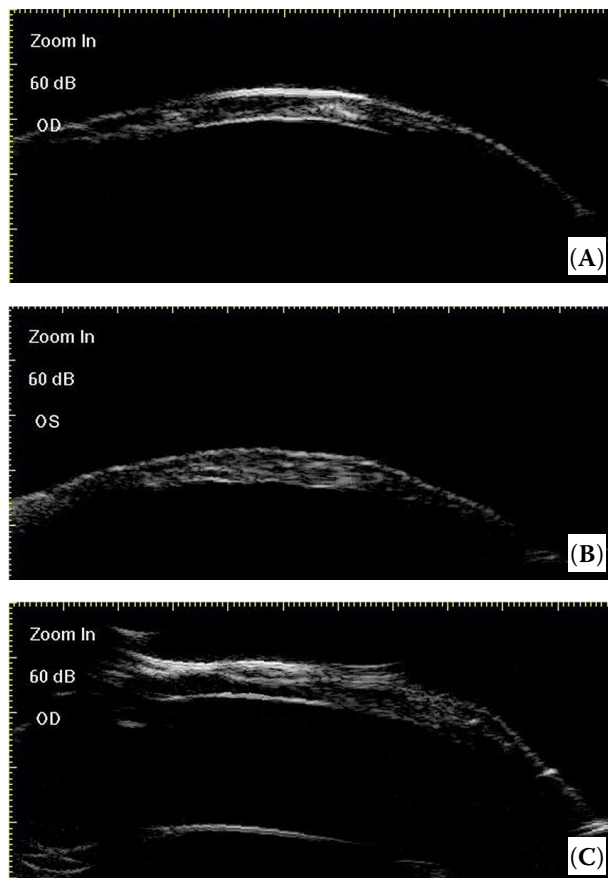 Zoom In
60 dB
OD
(A)
Zoom In
60 dB
OS
(B)
Zoom In
60 dB
OD
(C)